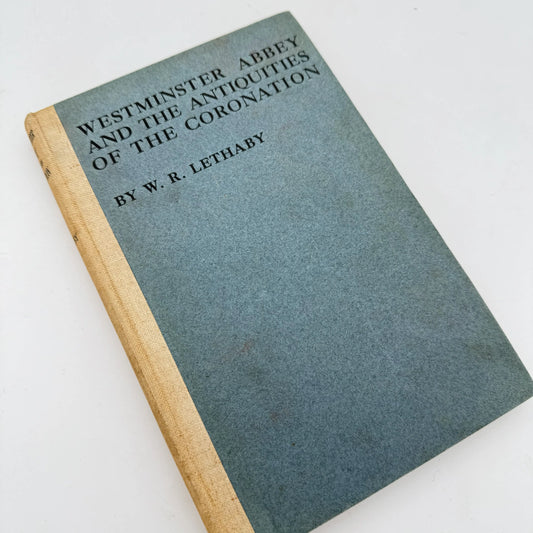 WESTMINSTER ABBEY
AND THE ANTIQUITIES
OF THE CORONATION
BY W. R. LETHABY